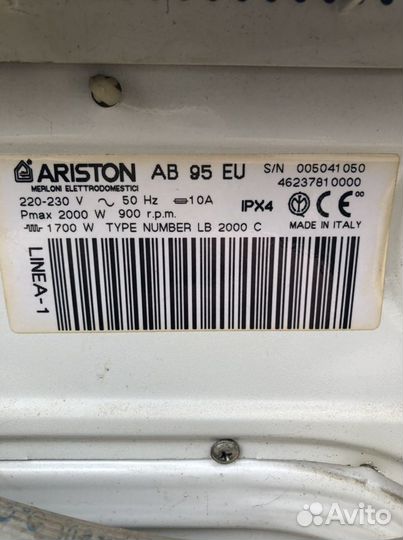 ARISTON AB 95 EU S/N 005041050
MERLONI ELETTRODOMESTICI 46237810000
220-230 V 50 Hz 10A
Pmax 2000 W 900 r.p.m. IPX4 CE
1700 W TYPE NUMBER LB 2000 C MADE IN ITALY
LINEA-1
Avito